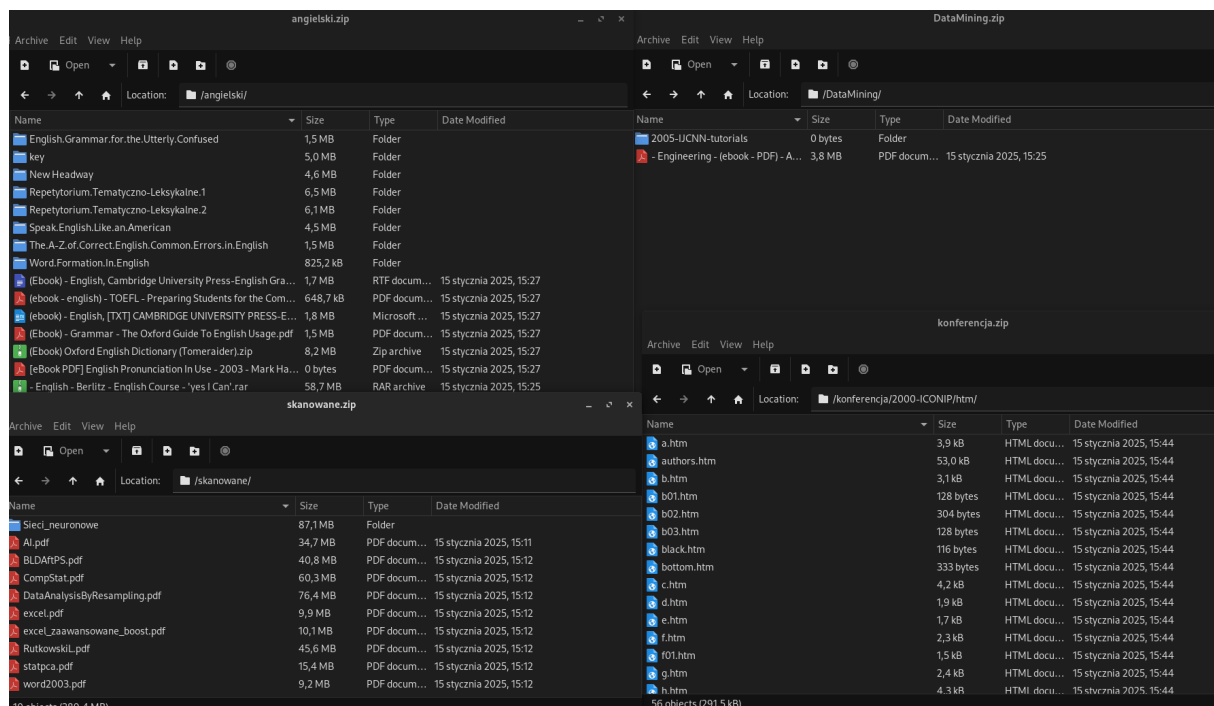 angielski.zip
Archive Edit View Help
Open
Location: /angielski/
Name Size Type Date Modified
English.Grammar.for.the.Utterly.Confused 1,5 MB Folder
key 5,0 MB Folder
New Headway 4,6 MB Folder
Repetytorium.Tematyczno-Leksykalne.1 6,5 MB Folder
Repetytorium.Tematyczno-Leksykalne.2 6,1 MB Folder
Speak.English.Like.an.American 4,5 MB Folder
The.A-Z.of.Correct.English.Common.Errors.in.English 1,5 MB Folder
Word.Formation.In.English 825,2 kB Folder
(Ebook) - English, Cambridge University Press-English Gra... 1,7 MB RTF docum... 15 stycznia 2025, 15:27
(ebook - english) - TOEFL - Preparing Students for the Com... 648,7 kB PDF docum... 15 stycznia 2025, 15:27
(ebook) - English, [TXT] CAMBRIDGE UNIVERSITY PRESS-E... 1,8 MB Microsoft ... 15 stycznia 2025, 15:27
(Ebook) - Grammar - The Oxford Guide To English Usage.pdf 1,5 MB PDF docum... 15 stycznia 2025, 15:27
(Ebook) Oxford English Dictionary (Tomeraider).zip 8,2 MB Zip archive 15 stycznia 2025, 15:27
[eBook PDF] English Pronunciation In Use - 2003 - Mark Ha... 0 bytes PDF docum... 15 stycznia 2025, 15:27
- English - Berlitz - English Course - 'yes I Can'.rar 58,7 MB RAR archive 15 stycznia 2025, 15:25
DataMining.zip
Archive Edit View Help
Open
Location: /DataMining/
Name Size Type Date Modified
2005-IJCNN-tutorials 0 bytes Folder
- Engineering - (ebook - PDF) - A... 3,8 MB PDF docum... 15 stycznia 2025, 15:25
skanowane.zip
Archive Edit View Help
Open
Location: /skanowane/
Name Size Type Date Modified
Sieci_neuronowe 87,1 MB Folder
AI.pdf 34,7 MB PDF docum... 15 stycznia 2025, 15:11
BLDAftPS.pdf 40,8 MB PDF docum... 15 stycznia 2025, 15:12
CompStat.pdf 60,3 MB PDF docum... 15 stycznia 2025, 15:12
DataAnalysisByResampling.pdf 76,4 MB PDF docum... 15 stycznia 2025, 15:12
excel.pdf 9,9 MB PDF docum... 15 stycznia 2025, 15:12
excel_zaawansowane_boost.pdf 10,1 MB PDF docum... 15 stycznia 2025, 15:12
RutkowskiL.pdf 45,6 MB PDF docum... 15 stycznia 2025, 15:12
statpca.pdf 15,4 MB PDF docum... 15 stycznia 2025, 15:12
word2003.pdf 9,2 MB PDF docum... 15 stycznia 2025, 15:12
konferencja.zip
Archive Edit View Help
Open
Location: /konferencja/2000-ICONIP/htm/
Name Size Type Date Modified
a.htm 3,9 kB HTML docu... 15 stycznia 2025, 15:44
authors.htm 53,0 kB HTML docu... 15 stycznia 2025, 15:44
b.htm 3,1 kB HTML docu... 15 stycznia 2025, 15:44
b01.htm 128 bytes HTML docu... 15 stycznia 2025, 15:44
b02.htm 304 bytes HTML docu... 15 stycznia 2025, 15:44
b03.htm 128 bytes HTML docu... 15 stycznia 2025, 15:44
black.htm 116 bytes HTML docu... 15 stycznia 2025, 15:44
bottom.htm 333 bytes HTML docu... 15 stycznia 2025, 15:44
c.htm 4,2 kB HTML docu... 15 stycznia 2025, 15:44
d.htm 1,9 kB HTML docu... 15 stycznia 2025, 15:44
e.htm 1,7 kB HTML docu... 15 stycznia 2025, 15:44
f.htm 2,3 kB HTML docu... 15 stycznia 2025, 15:44
f01.htm 1,5 kB HTML docu... 15 stycznia 2025, 15:44
g.htm 2,4 kB HTML docu... 15 stycznia 2025, 15:44
h.htm 4,3 kB HTML docu... 15 stycznia 2025, 15:44
56 objects (291,5 kB)